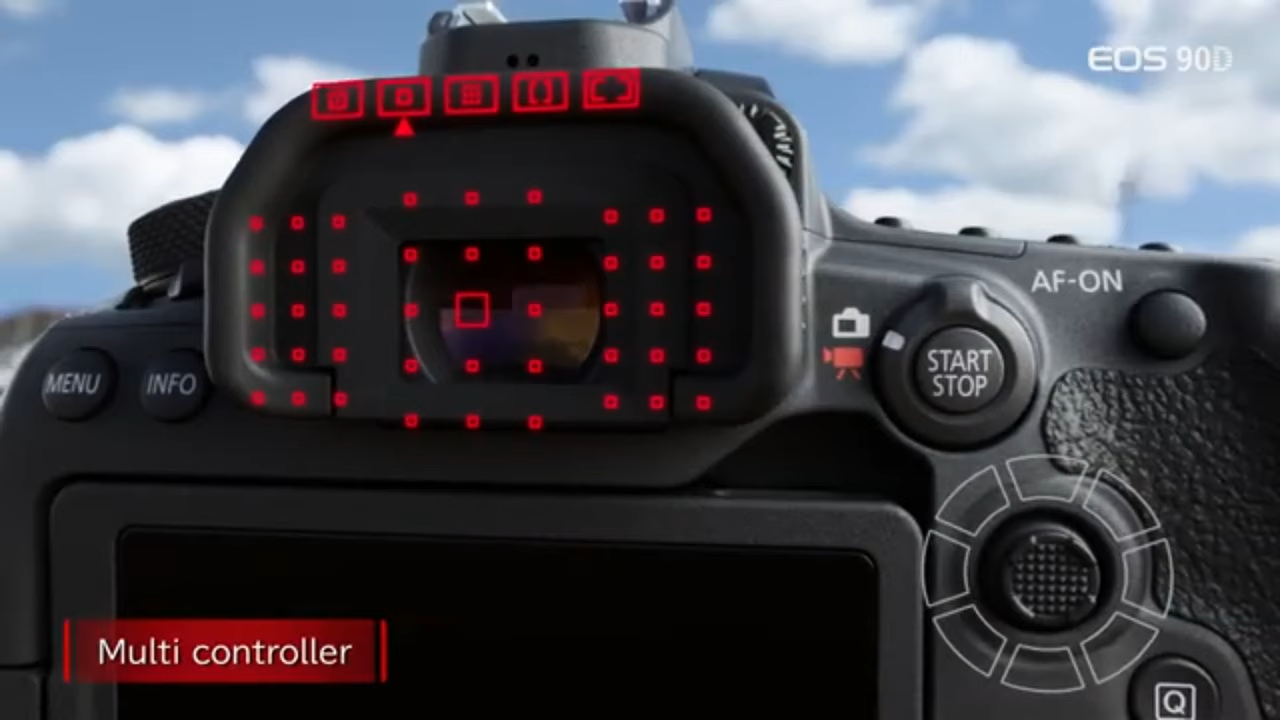 EOS 90D
AF-ON
MENU
INFO
START
STOP
Multi controller
Q